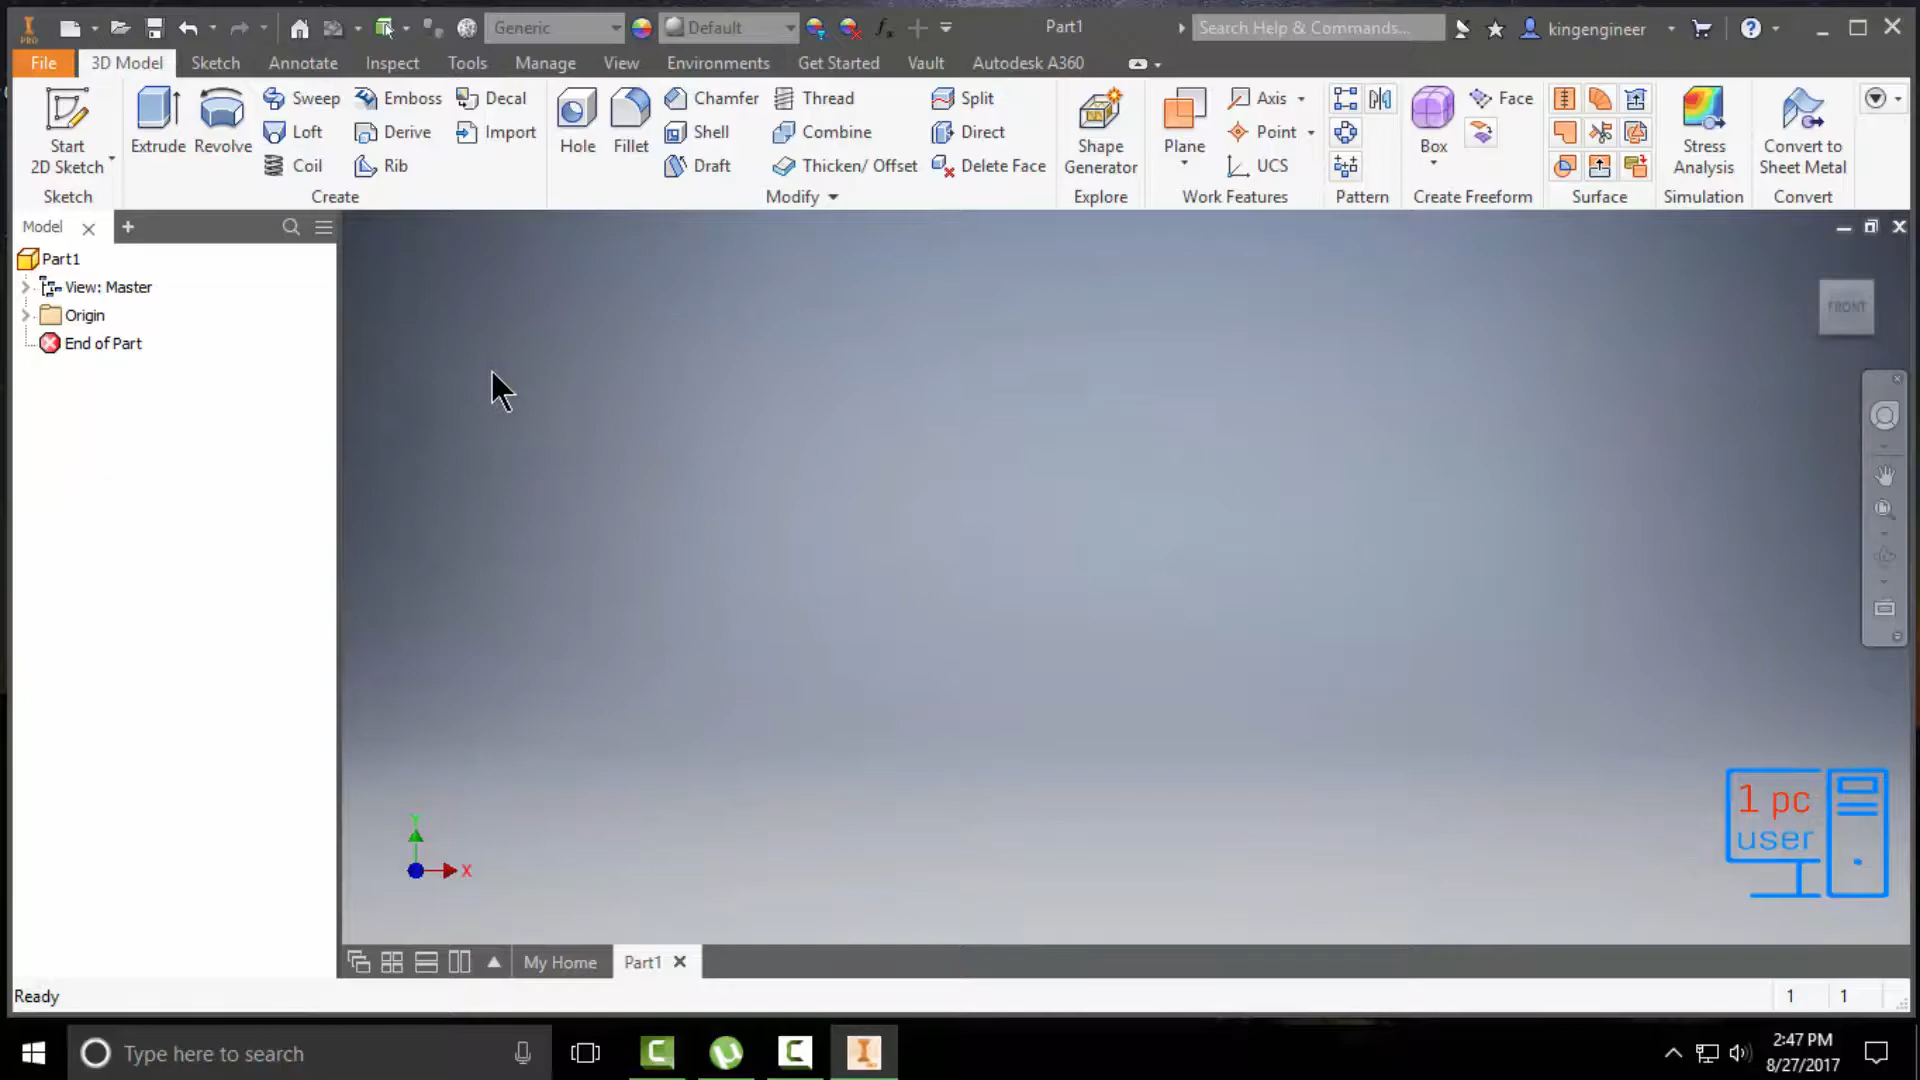 PRO Generic Default Part1 Search Help & Commands... kingengineer
File 3D Model Sketch Annotate Inspect Tools Manage View Environments Get Started Vault Autodesk A360
Sweep Emboss Decal Chamfer Thread Split Axis Face
Loft Derive Import Shell Combine Direct Point
Start 2D Sketch Extrude Revolve Hole Fillet Shape Generator Plane Box Stress Analysis Convert to Sheet Metal
Coil Rib Draft Thicken/ Offset Delete Face UCS
Sketch Create Modify Explore Work Features Pattern Create Freeform Surface Simulation Convert
Model
Part1
View: Master
Origin
End of Part
FRONT
Y
X
1 pc
user
My Home Part1
Ready 1 1
Type here to search
2:47 PM
8/27/2017